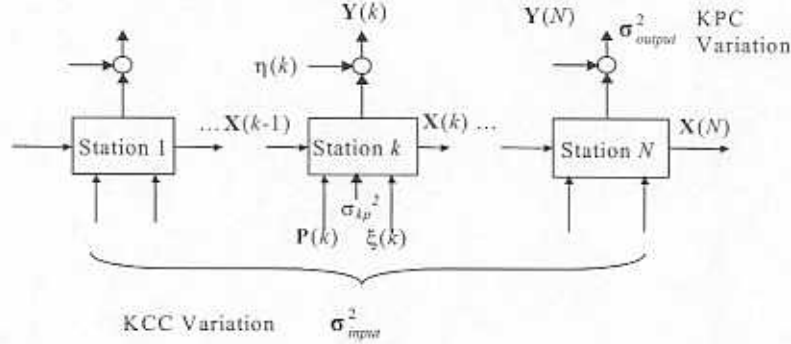 Y(k)
Y(N)
σ²output KPC
Variation
η(k)
Station 1
...X(k-1)
Station k
X(k) ...
Station N
X(N)
σkp²
P(k)
ξ(k)
KCC Variation σ²input